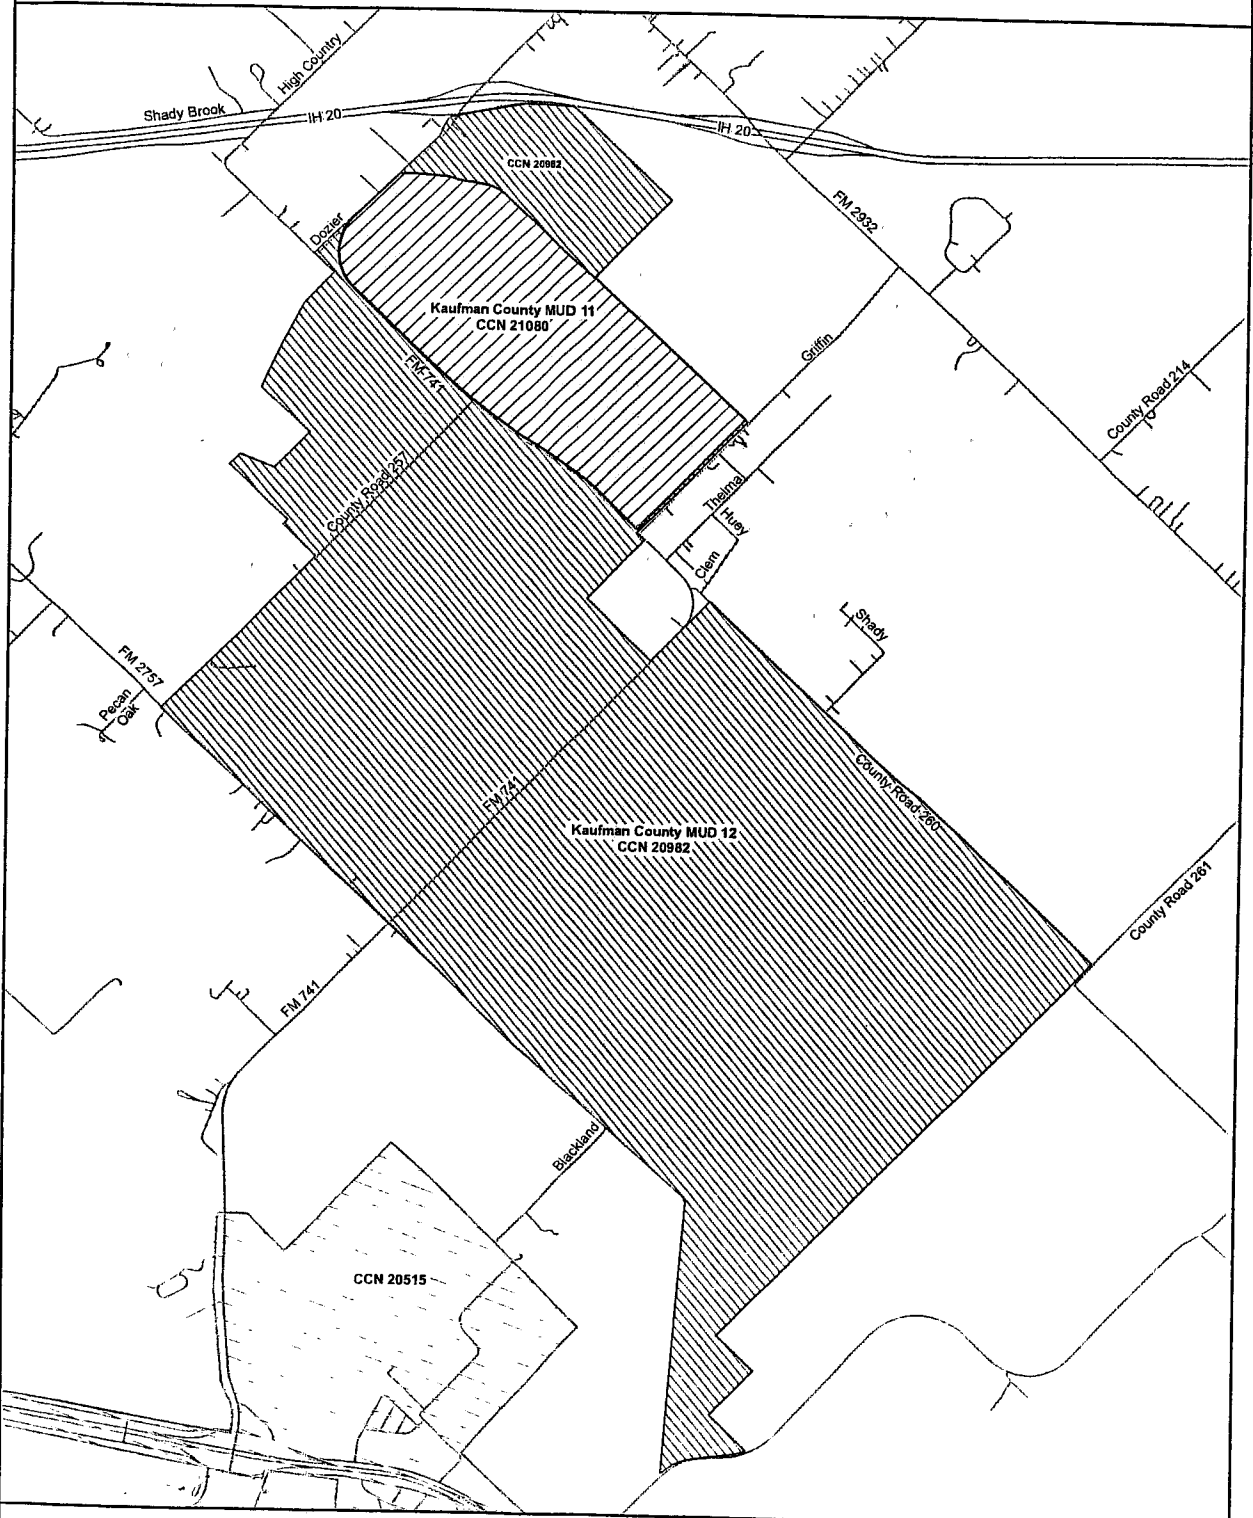 High Country
Shady Brook
IH 20
IH 20
CCN 20982
FM 2932
Dozier
Kaufman County MUD 11
CCN 21080
FM 741
Griffin
County Road 214
County Road 257
Thelma
Huey
Clem
Shady
FM 2757
Pecan
Oak
County Road 260
FM 741
Kaufman County MUD 12
CCN 20982
County Road 261
FM 741
Blackland
CCN 20515